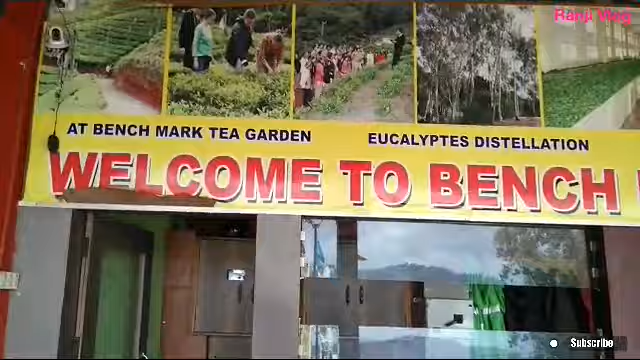 Ranji Vlog
AT BENCH MARK TEA GARDEN
EUCALYPTES DISTELLATION
WELCOME TO BENCH
Subscribe